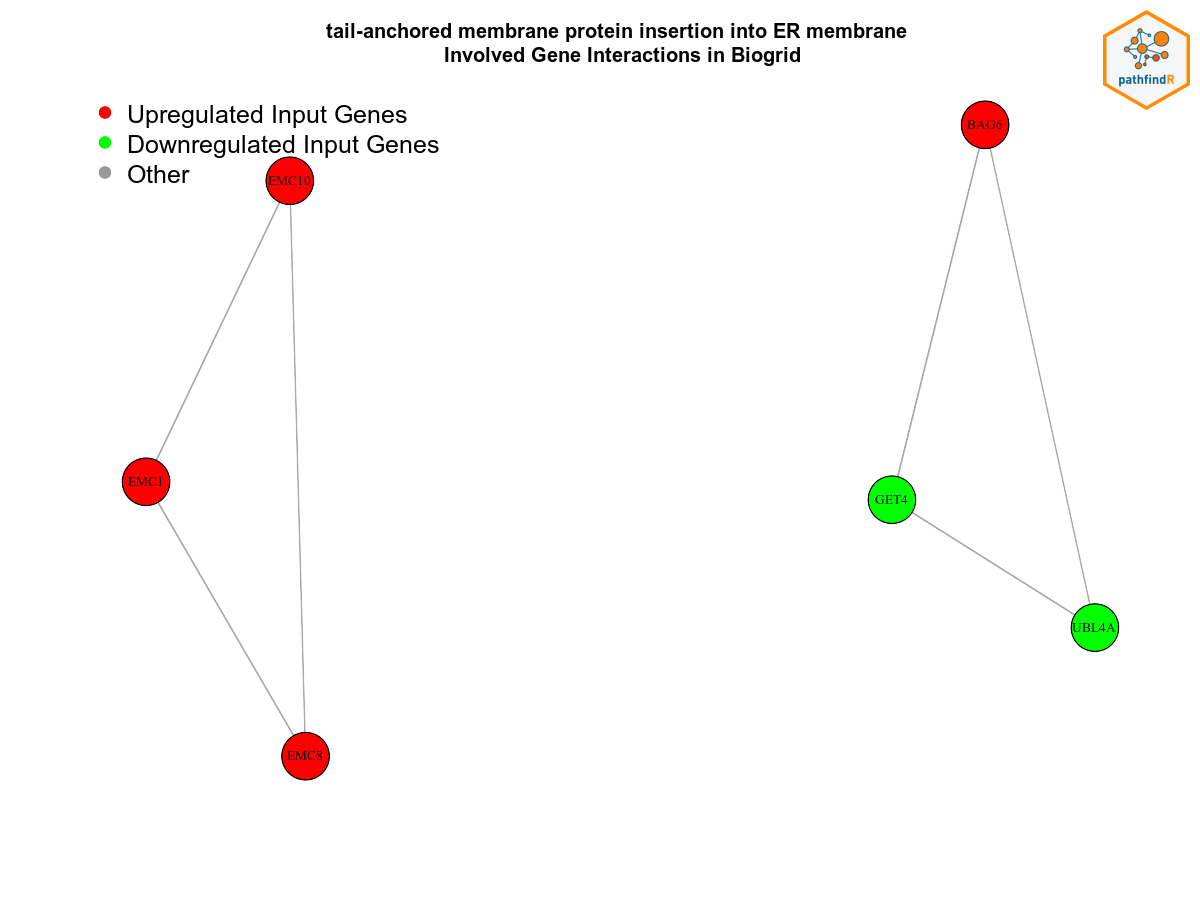 tail-anchored membrane protein insertion into ER membrane
Involved Gene Interactions in Biogrid
pathfindR
Upregulated Input Genes
Downregulated Input Genes
Other
BAG6
EMC10
EMC1
GET4
UBL4A
EMC8